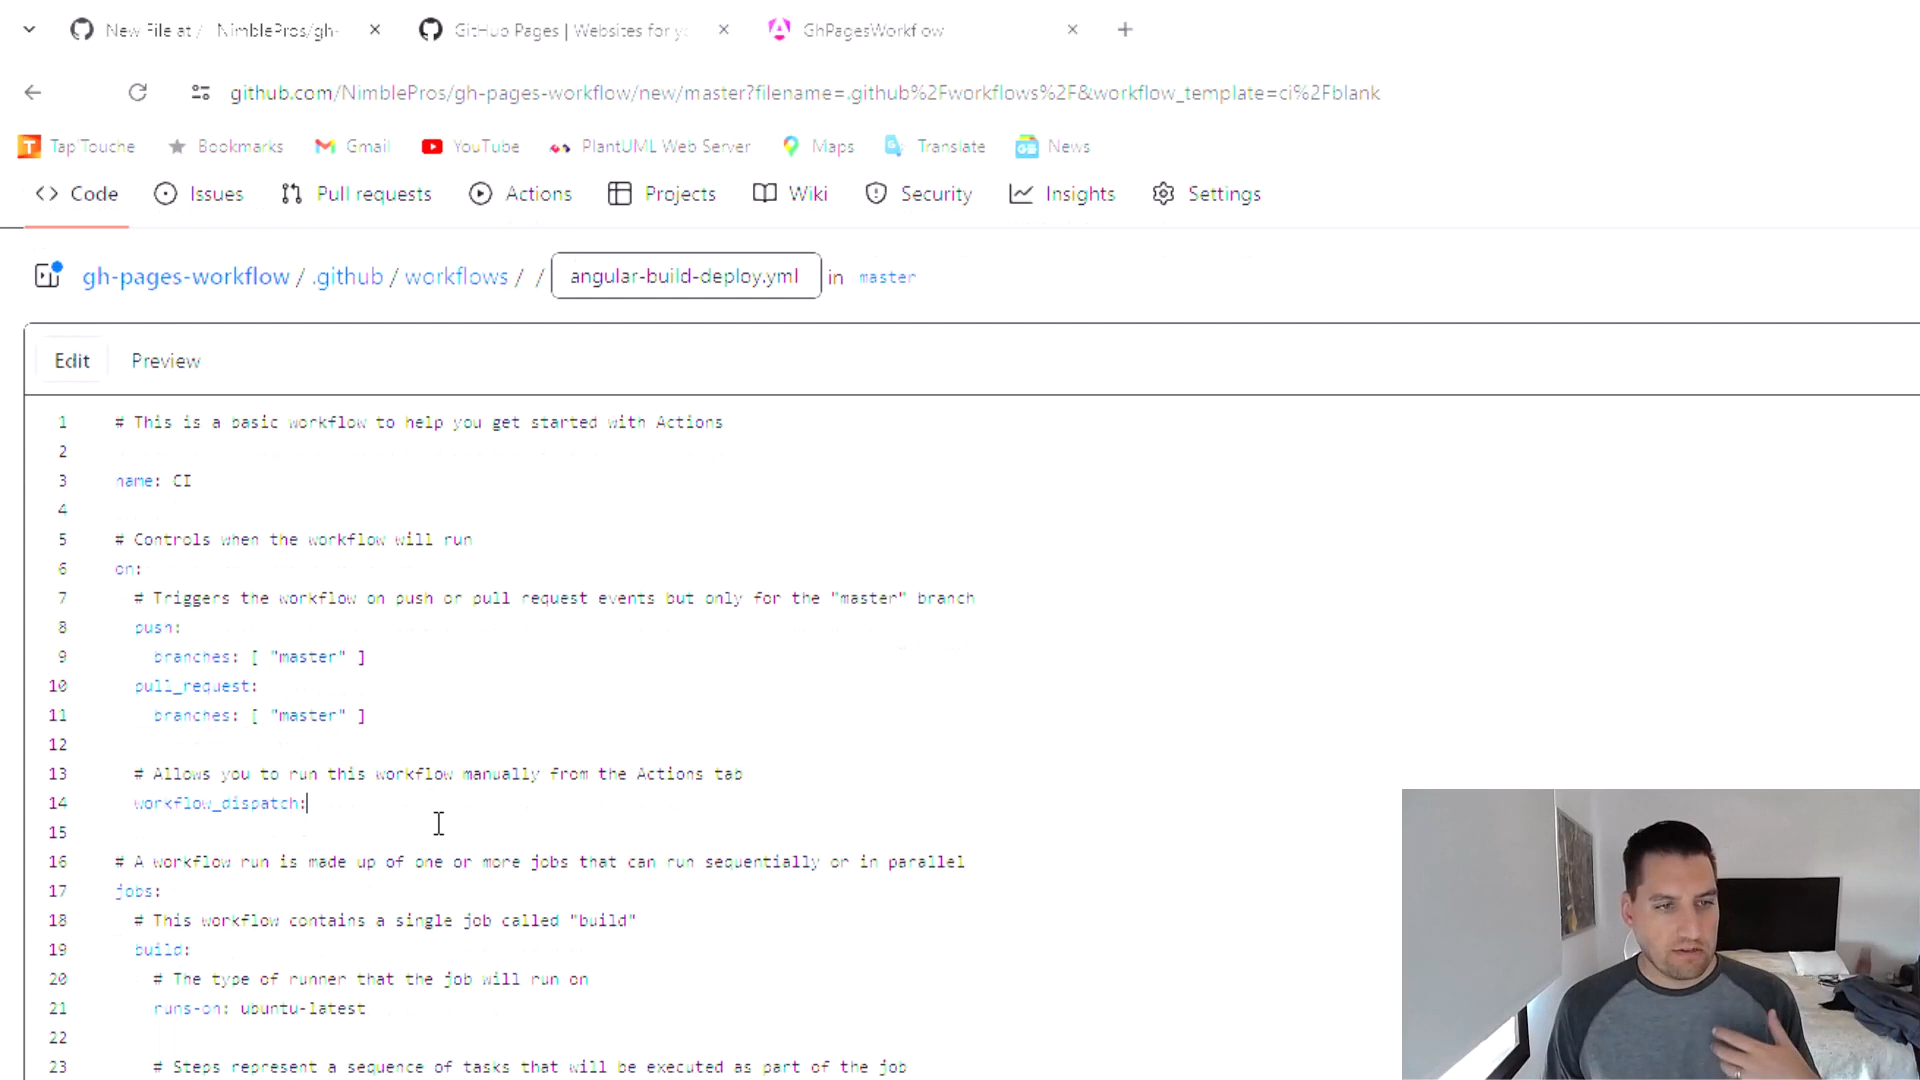 New File at / NimblePros/gh-
GitHub Pages | Websites for yo
GhPagesWorkflow
github.com/NimblePros/gh-pages-workflow/new/master?filename=.github%2Fworkflows%2F&workflow_template=ci%2Fblank
Tap'Touche
Bookmarks
Gmail
YouTube
PlantUML Web Server
Maps
Translate
News
Code
Issues
Pull requests
Actions
Projects
Wiki
Security
Insights
Settings
gh-pages-workflow / .github / workflows / / angular-build-deploy.yml in master
Edit
Preview
1 # This is a basic workflow to help you get started with Actions
2
3 name: CI
4
5 # Controls when the workflow will run
6 on:
7 # Triggers the workflow on push or pull request events but only for the "master" branch
8 push:
9 branches: [ "master" ]
10 pull_request:
11 branches: [ "master" ]
12
13 # Allows you to run this workflow manually from the Actions tab
14 workflow_dispatch:
15
16 # A workflow run is made up of one or more jobs that can run sequentially or in parallel
17 jobs:
18 # This workflow contains a single job called "build"
19 build:
20 # The type of runner that the job will run on
21 runs-on: ubuntu-latest
22
23 # Steps represent a sequence of tasks that will be executed as part of the job